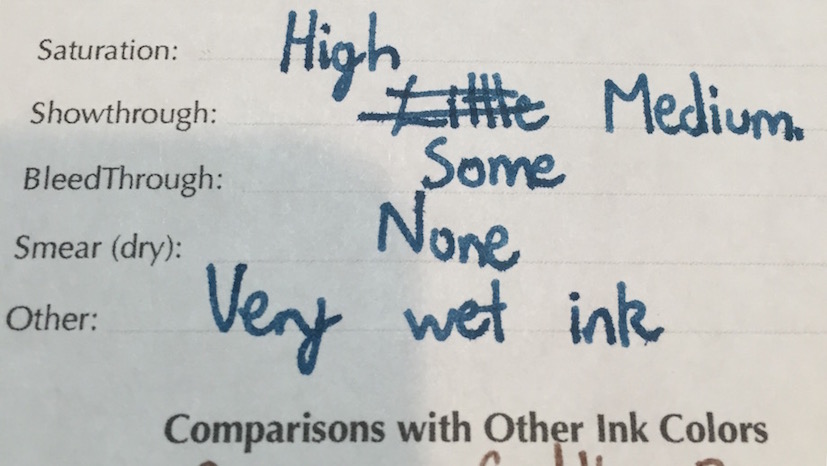 Saturation: High
Showthrough: Little Medium.
BleedThrough: Some
Smear (dry): None
Other: Very wet ink
Comparisons with Other Ink Colors